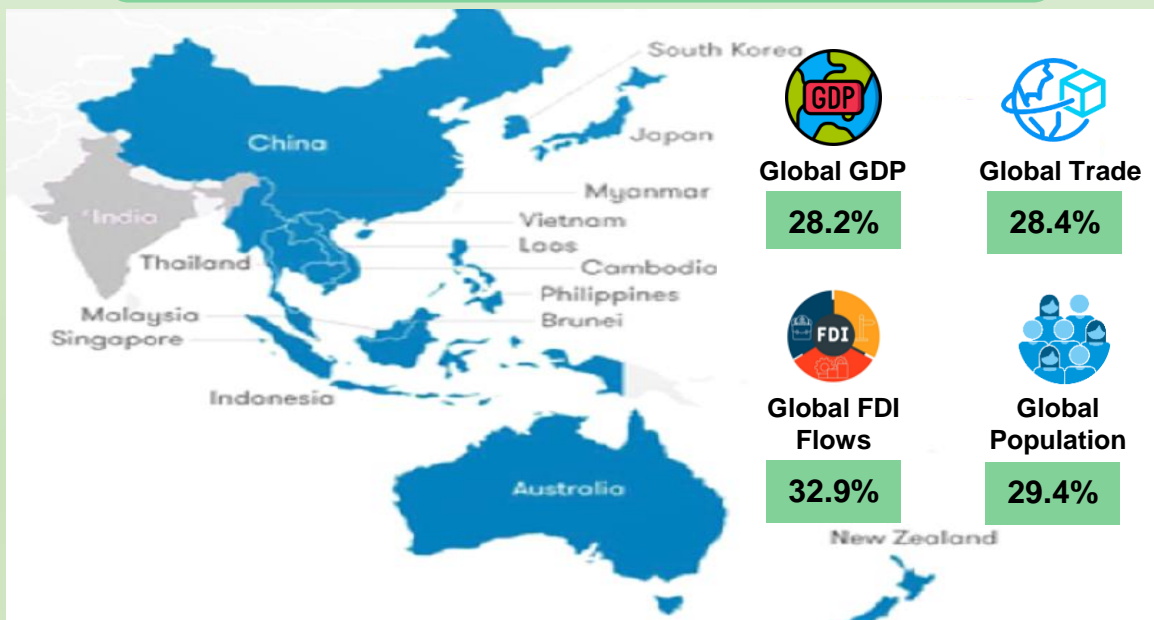 South Korea
China
Japan
Myanmar
*India
Vietnam
Laos
Thailand
Cambodia
Philippines
Malaysia
Brunei
Singapore
Indonesia
Australia
New Zealand
GDP
Global GDP
28.2%
Global Trade
28.4%
FDI
Global FDI
Flows
32.9%
Global
Population
29.4%